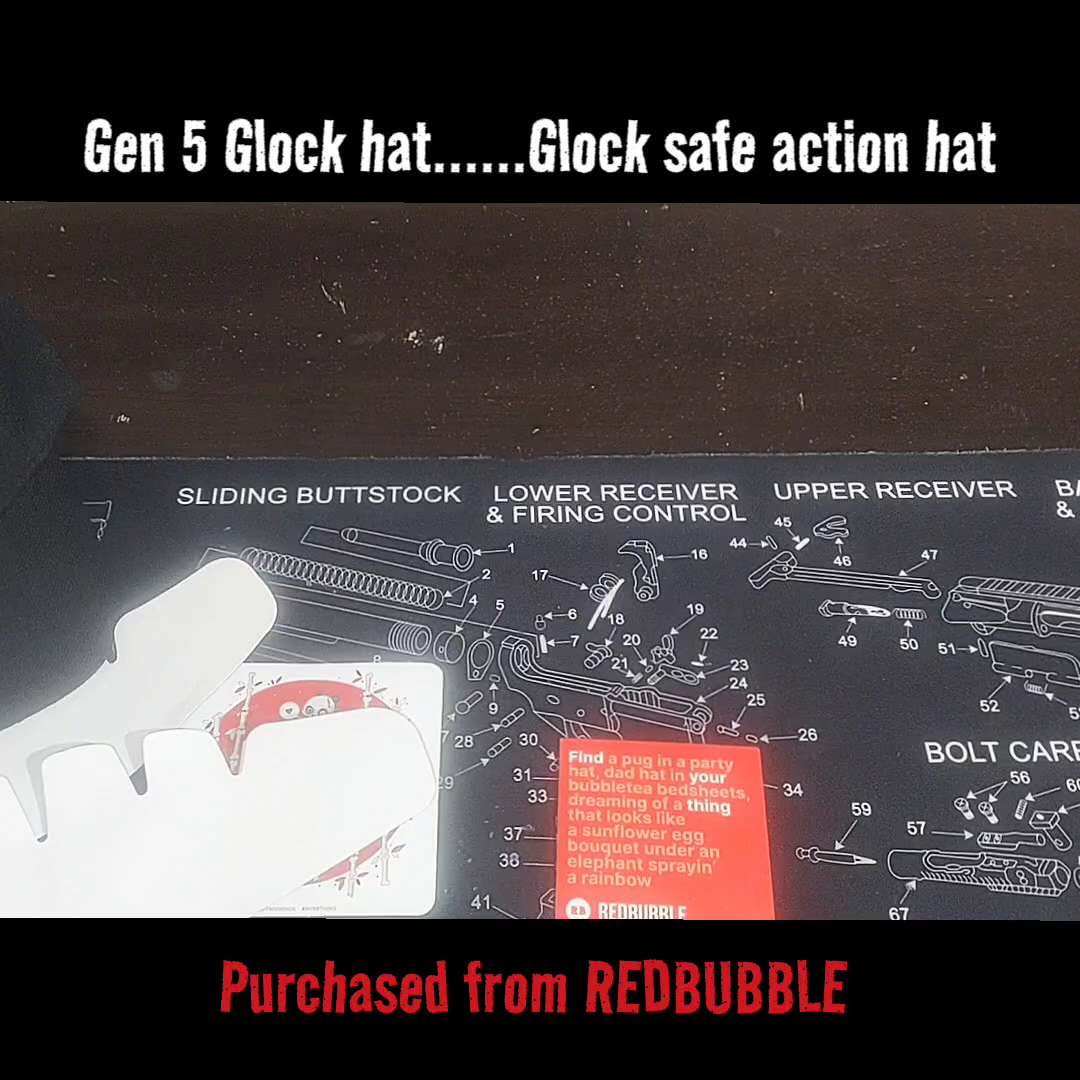 Gen 5 Glock hat......Glock safe action hat
SLIDING BUTTSTOCK
LOWER RECEIVER
& FIRING CONTROL
UPPER RECEIVER
&
1
2
4
5
6
7
8
9
16
17
18
19
20
21
22
23
24
25
26
28
30
31
33
34
37
38
41
44
45
46
47
49
50
51
52
BOLT CARR
56
57
59
67
Find a pug in a party
hat, dad hat in your
bubbletea bedsheets,
dreaming of a thing
that looks like
a sunflower egg
bouquet under an
elephant sprayin'
a rainbow
RB REDBUBBLE
Purchased from REDBUBBLE